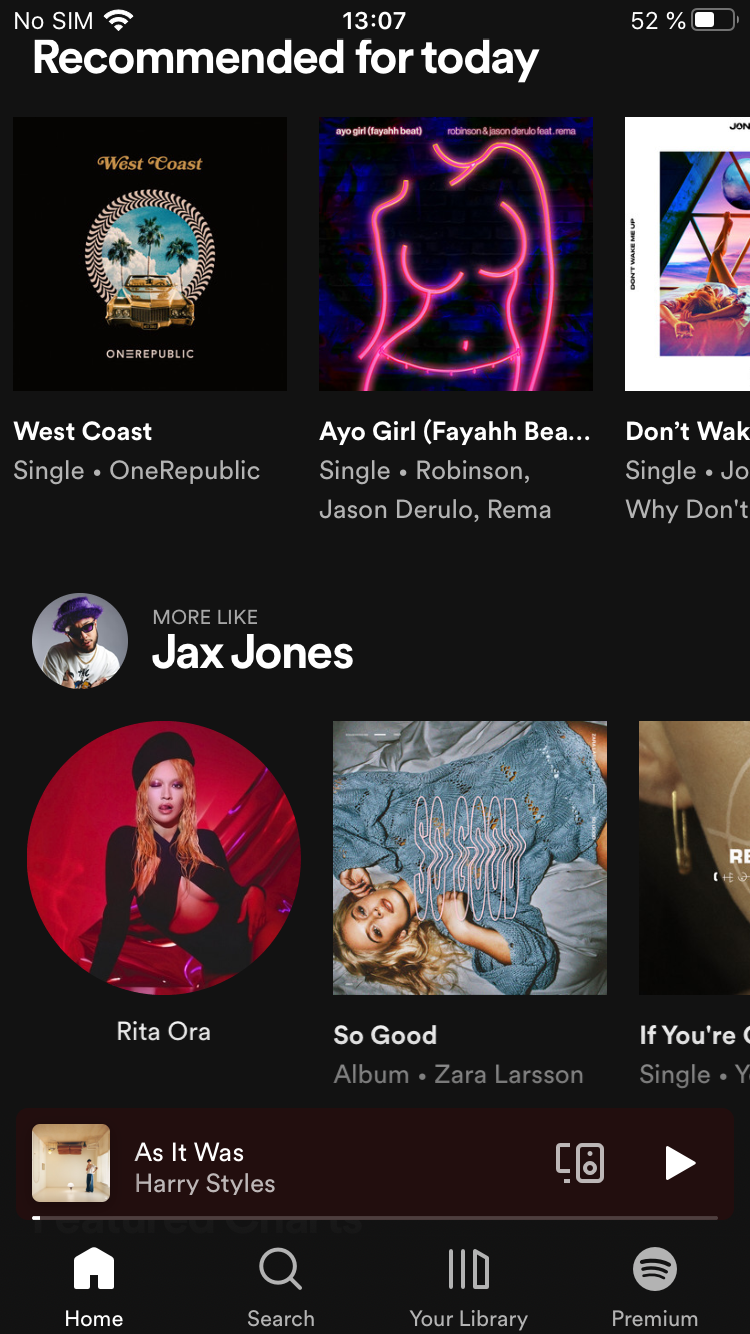 No SIM 13:07 52 %
Recommended for today
West Coast
ONEREPUBLIC
ayo girl (fayahh beat) robinson & jason derulo feat. rema
JON
DON'T WAKE ME UP
West Coast
Single • OneRepublic
Ayo Girl (Fayahh Bea...
Single • Robinson,
Jason Derulo, Rema
Don't Wak
Single • Jo
Why Don't
MORE LIKE
Jax Jones
SO GOOD
RE
Rita Ora
So Good
Album • Zara Larsson
If You're
Single • Y
As It Was
Harry Styles
Featured Charts
Home
Search
Your Library
Premium